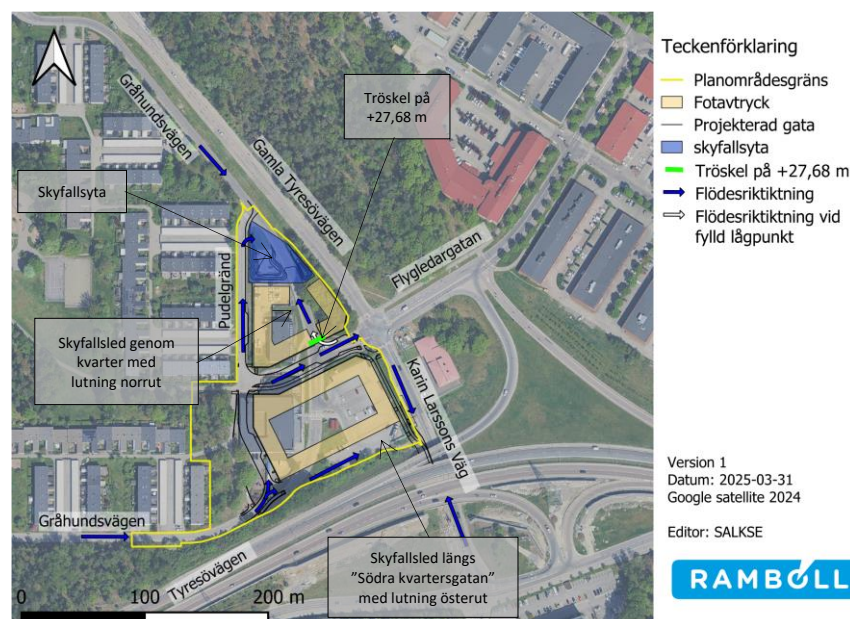 Gråhundsvägen
Gamla Tyresövägen
Tröskel på
+27,68 m
Skyfallsyta
Pudelgränd
Flygledargatan
Skyfallsled genom
kvarter med
lutning norrut
Karin Larssons Väg
Gråhundsvägen
Tyresövägen
Skyfallsled längs
”Södra kvartersgatan”
med lutning österut
0
100
200 m
Teckenförklaring
Planområdesgräns
Fotavtryck
Projekterad gata
skyfallsyta
Tröskel på +27,68 m
Flödesriktiktning
Flödesriktiktning vid
fylld lågpunkt
Version 1
Datum: 2025-03-31
Google satellite 2024
Editor: SALKSE
RAMBOLL